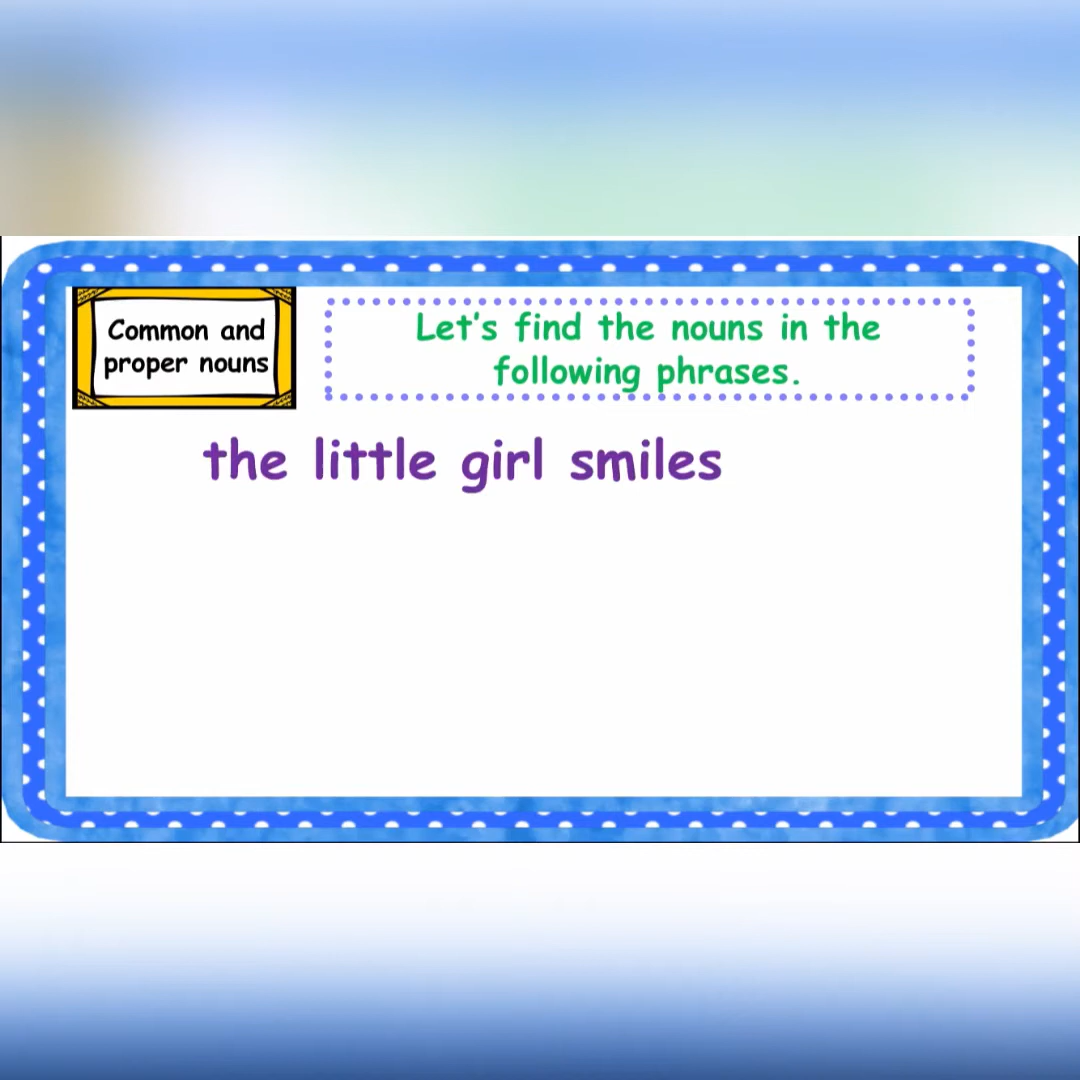 Common and
proper nouns
Let's find the nouns in the
following phrases.
the little girl smiles